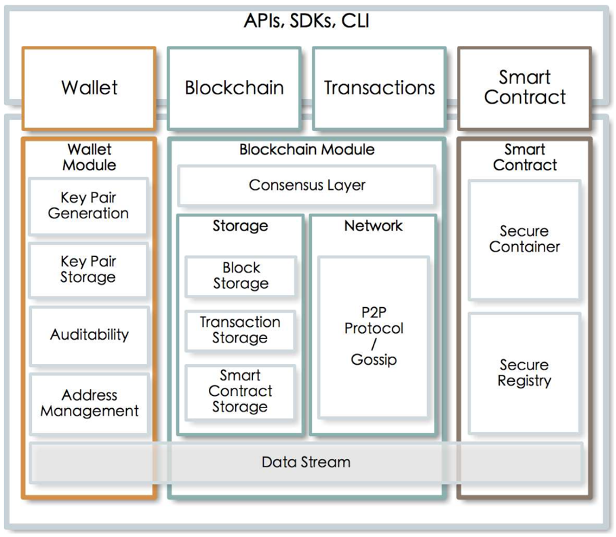 APIs, SDKs, CLI
Wallet
Blockchain
Transactions
Smart
Contract
Wallet
Module
Key Pair
Generation
Key Pair
Storage
Auditability
Address
Management
Blockchain Module
Consensus Layer
Storage
Block
Storage
Transaction
Storage
Smart
Contract
Storage
Network
P2P
Protocol
/
Gossip
Smart
Contract
Secure
Container
Secure
Registry
Data Stream